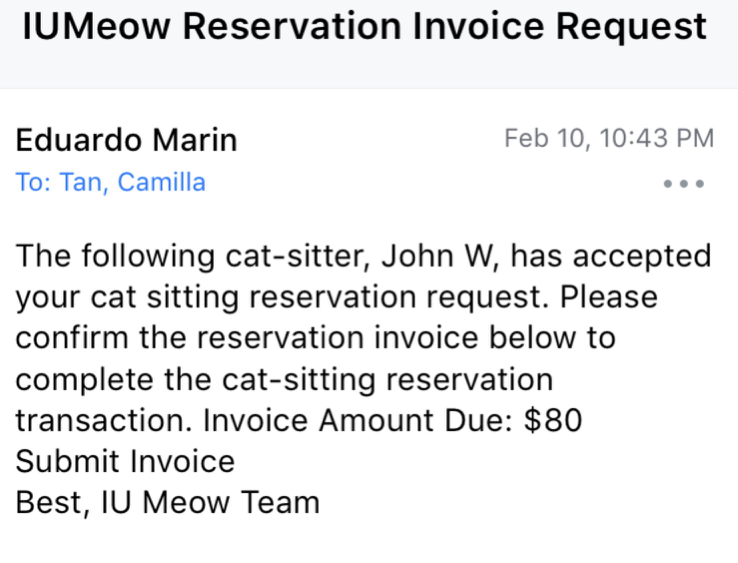 IUMeow Reservation Invoice Request
Eduardo Marin
Feb 10, 10:43 PM
To: Tan, Camilla
The following cat-sitter, John W, has accepted
your cat sitting reservation request. Please
confirm the reservation invoice below to
complete the cat-sitting reservation
transaction. Invoice Amount Due: $80
Submit Invoice
Best, IU Meow Team